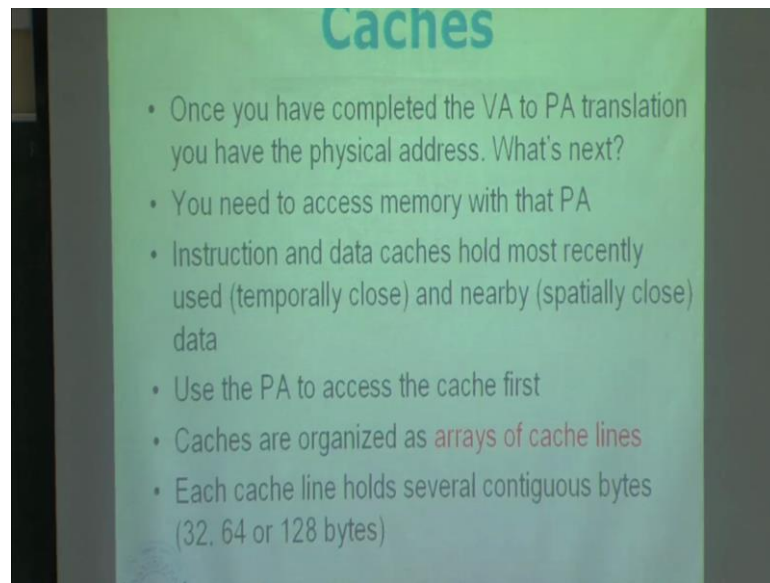 Caches
• Once you have completed the VA to PA translation
you have the physical address. What's next?
• You need to access memory with that PA
• Instruction and data caches hold most recently
used (temporally close) and nearby (spatially close)
data
• Use the PA to access the cache first
• Caches are organized as arrays of cache lines
• Each cache line holds several contiguous bytes
(32, 64 or 128 bytes)